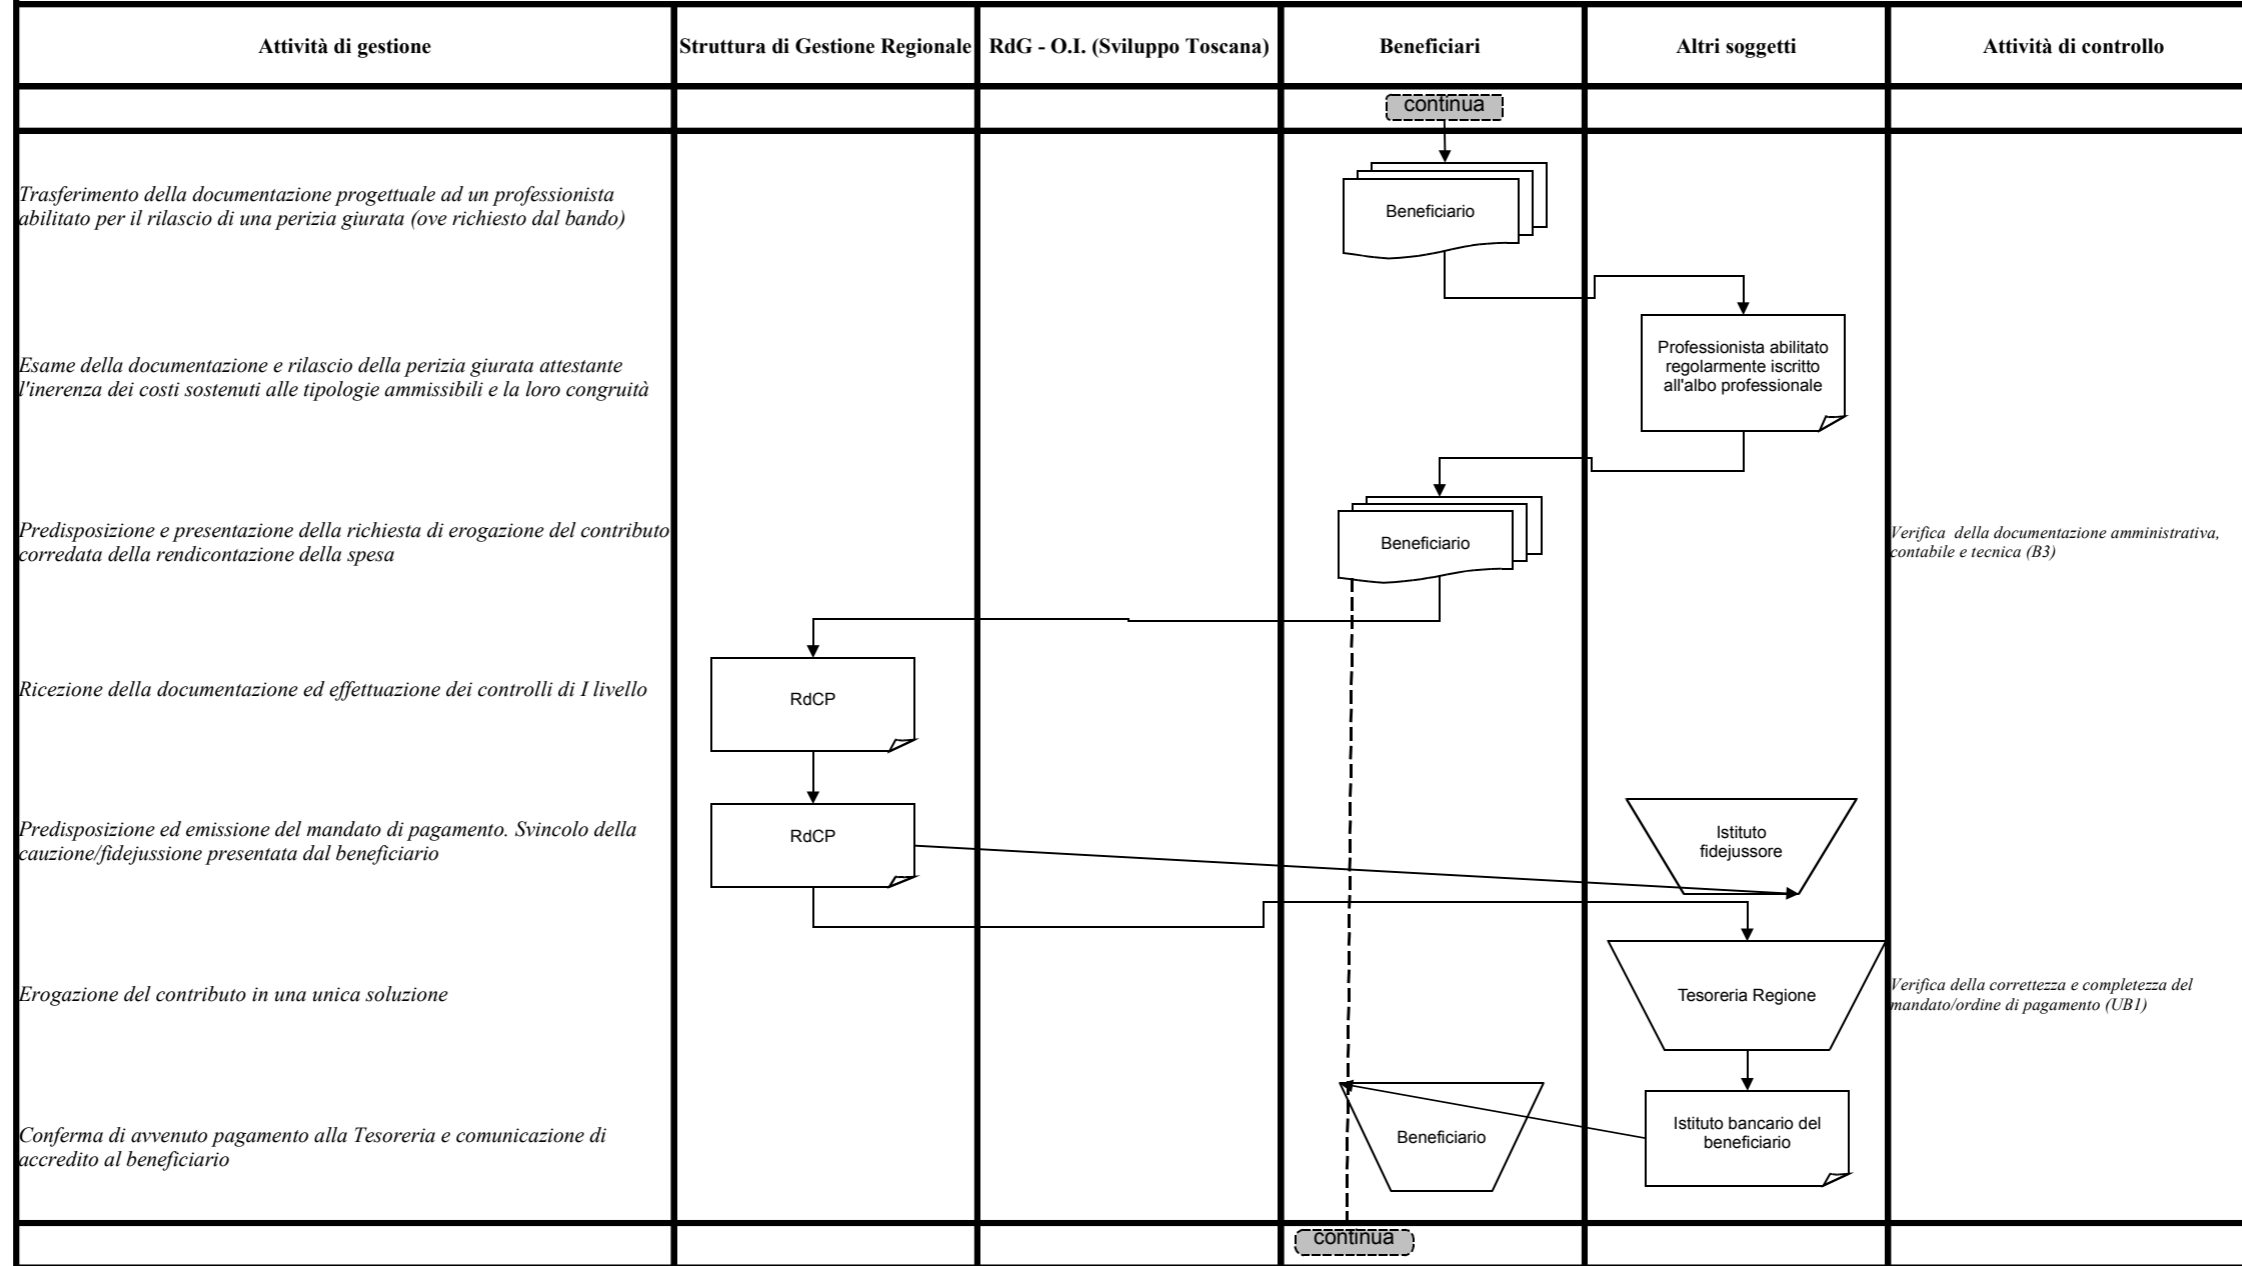 Attività di gestione
Struttura di Gestione Regionale
RdG - O.I. (Sviluppo Toscana)
Beneficiari
Altri soggetti
Attività di controllo
continua
Trasferimento della documentazione progettuale ad un professionista
abilitato per il rilascio di una perizia giurata (ove richiesto dal bando)
Beneficiario
Esame della documentazione e rilascio della perizia giurata attestante
l'inerenza dei costi sostenuti alle tipologie ammissibili e la loro congruità
Professionista abilitato
regolarmente iscritto
all'albo professionale
Predisposizione e presentazione della richiesta di erogazione del contributo
corredata della rendicontazione della spesa
Beneficiario
Verifica  della documentazione amministrativa,
contabile e tecnica (B3)
Ricezione della documentazione ed effettuazione dei controlli di I livello
RdCP
Predisposizione ed emissione del mandato di pagamento. Svincolo della
cauzione/fidejussione presentata dal beneficiario
RdCP
Istituto
fidejussore
Erogazione del contributo in una unica soluzione
Tesoreria Regione
Verifica della correttezza e completezza del
mandato/ordine di pagamento (UB1)
Conferma di avvenuto pagamento alla Tesoreria e comunicazione di
accredito al beneficiario
Beneficiario
Istituto bancario del
beneficiario
continua